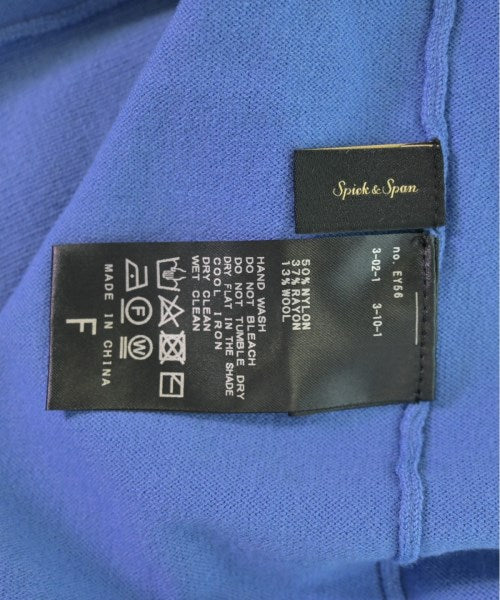 Spick & Span
no. EY56
3-02-1 3-10-1
50% NYLON
37% RAYON
13% WOOL
HAND WASH
DO NOT BLEACH
DO NOT TUMBLE DRY
DRY FLAT IN THE SHADE
COOL IRON
DRY CLEAN
WET CLEAN
F W
MADE IN CHINA
F